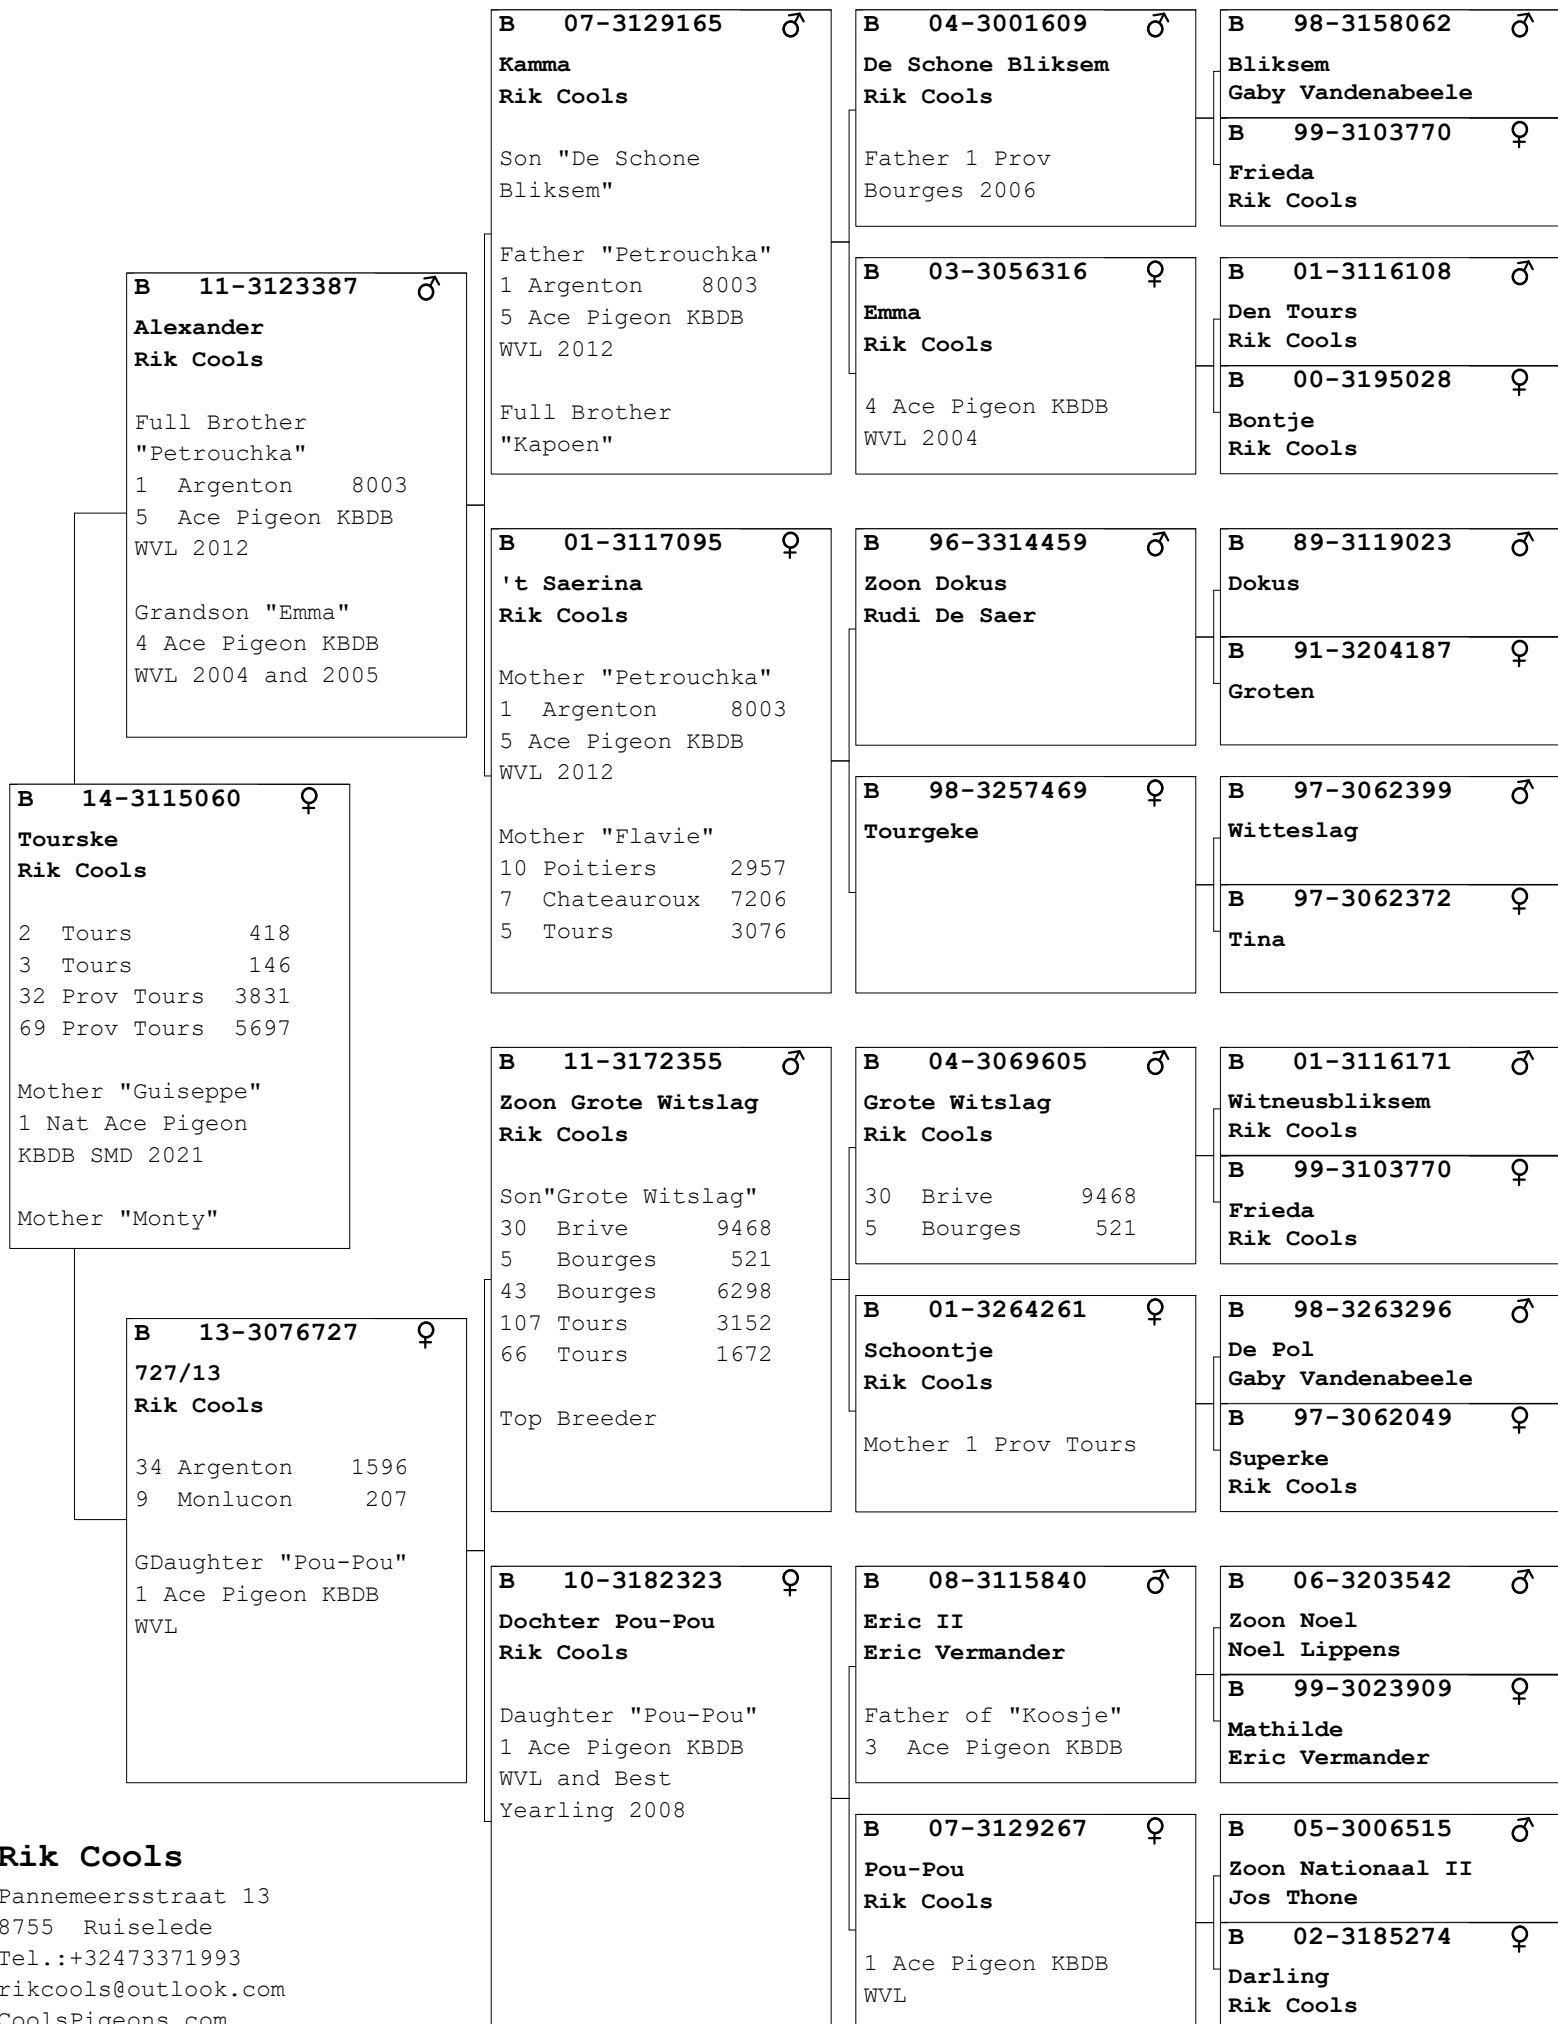 B 14-3115060 ♀
Tourske
Rik Cools
2 Tours 418
3 Tours 146
32 Prov Tours 3831
69 Prov Tours 5697
Mother "Guiseppe"
1 Nat Ace Pigeon
KBDB SMD 2021
Mother "Monty"
B 11-3123387 ♂
Alexander
Rik Cools
Full Brother
"Petrouchka"
1 Argenton 8003
5 Ace Pigeon KBDB
WVL 2012
Grandson "Emma"
4 Ace Pigeon KBDB
WVL 2004 and 2005
B 13-3076727 ♀
727/13
Rik Cools
34 Argenton 1596
9 Monlucon 207
GDaughter "Pou-Pou"
1 Ace Pigeon KBDB
WVL
B 07-3129165 ♂
Kamma
Rik Cools
Son "De Schone
Bliksem"
Father "Petrouchka"
1 Argenton 8003
5 Ace Pigeon KBDB
WVL 2012
Full Brother
"Kapoen"
B 01-3117095 ♀
't Saerina
Rik Cools
Mother "Petrouchka"
1 Argenton 8003
5 Ace Pigeon KBDB
WVL 2012
Mother "Flavie"
10 Poitiers 2957
7 Chateauroux 7206
5 Tours 3076
B 11-3172355 ♂
Zoon Grote Witslag
Rik Cools
Son"Grote Witslag"
30 Brive 9468
5 Bourges 521
43 Bourges 6298
107 Tours 3152
66 Tours 1672
Top Breeder
B 10-3182323 ♀
Dochter Pou-Pou
Rik Cools
Daughter "Pou-Pou"
1 Ace Pigeon KBDB
WVL and Best
Yearling 2008
B 04-3001609 ♂
De Schone Bliksem
Rik Cools
Father 1 Prov
Bourges 2006
B 03-3056316 ♀
Emma
Rik Cools
4 Ace Pigeon KBDB
WVL 2004
B 96-3314459 ♂
Zoon Dokus
Rudi De Saer
B 98-3257469 ♀
Tourgeke
B 04-3069605 ♂
Grote Witslag
Rik Cools
30 Brive 9468
5 Bourges 521
B 01-3264261 ♀
Schoontje
Rik Cools
Mother 1 Prov Tours
B 08-3115840 ♂
Eric II
Eric Vermander
Father of "Koosje"
3 Ace Pigeon KBDB
B 07-3129267 ♀
Pou-Pou
Rik Cools
1 Ace Pigeon KBDB
WVL
B 98-3158062 ♂
Bliksem
Gaby Vandenabeele
B 99-3103770 ♀
Frieda
Rik Cools
B 01-3116108 ♂
Den Tours
Rik Cools
B 00-3195028 ♀
Bontje
Rik Cools
B 89-3119023 ♂
Dokus
B 91-3204187 ♀
Groten
B 97-3062399 ♂
Witteslag
B 97-3062372 ♀
Tina
B 01-3116171 ♂
Witneusbliksem
Rik Cools
B 99-3103770 ♀
Frieda
Rik Cools
B 98-3263296 ♂
De Pol
Gaby Vandenabeele
B 97-3062049 ♀
Superke
Rik Cools
B 06-3203542 ♂
Zoon Noel
Noel Lippens
B 99-3023909 ♀
Mathilde
Eric Vermander
B 05-3006515 ♂
Zoon Nationaal II
Jos Thone
B 02-3185274 ♀
Darling
Rik Cools
Rik Cools
Pannemeersstraat 13
8755 Ruiselede
Tel.:+32473371993
rikcools@outlook.com
CoolsPigeons.com